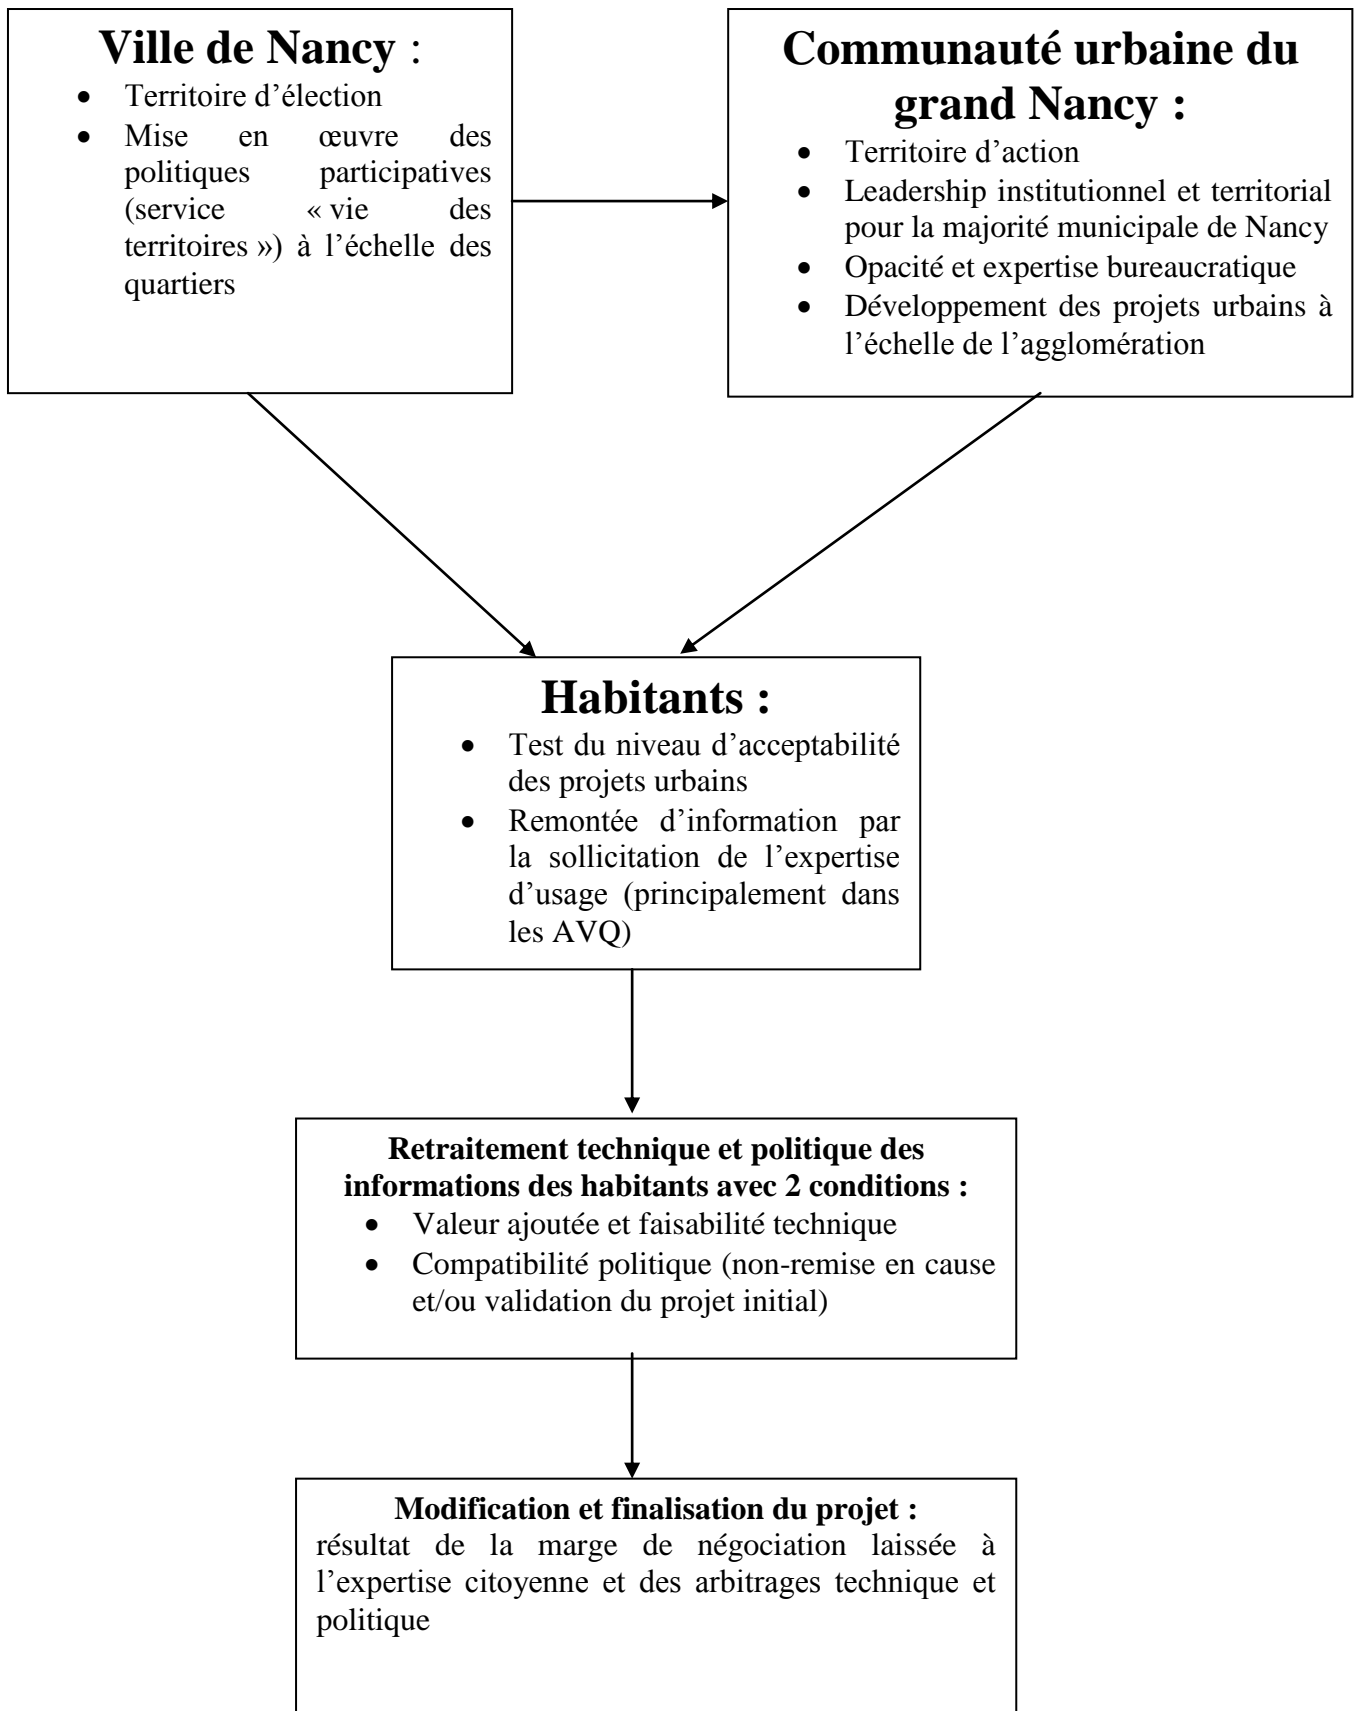 Ville de Nancy :
• Territoire d’élection
• Mise en œuvre des
politiques participatives
(service « vie des
territoires ») à l’échelle des
quartiers
Communauté urbaine du
grand Nancy :
• Territoire d’action
• Leadership institutionnel et territorial
pour la majorité municipale de Nancy
• Opacité et expertise bureaucratique
• Développement des projets urbains à
l’échelle de l’agglomération
Habitants :
• Test du niveau d’acceptabilité
des projets urbains
• Remontée d’information par
la sollicitation de l’expertise
d’usage (principalement dans
les AVQ)
Retraitement technique et politique des
informations des habitants avec 2 conditions :
• Valeur ajoutée et faisabilité technique
• Compatibilité politique (non-remise en cause
et/ou validation du projet initial)
Modification et finalisation du projet :
résultat de la marge de négociation laissée à
l’expertise citoyenne et des arbitrages technique et
politique